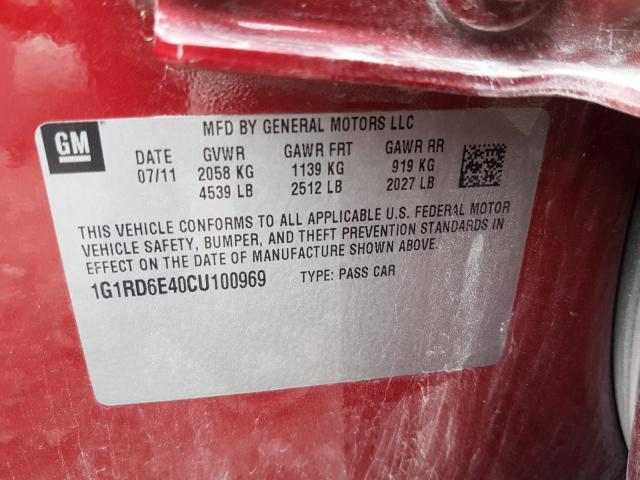 GM
MFD BY GENERAL MOTORS LLC
DATE GVWR GAWR FRT GAWR RR
07/11 2058 KG 1139 KG 919 KG
4539 LB 2512 LB 2027 LB
THIS VEHICLE CONFORMS TO ALL APPLICABLE U.S. FEDERAL MOTOR
VEHICLE SAFETY, BUMPER, AND THEFT PREVENTION STANDARDS IN
EFFECT ON THE DATE OF MANUFACTURE SHOWN ABOVE.
1G1RD6E40CU100969 TYPE: PASS CAR